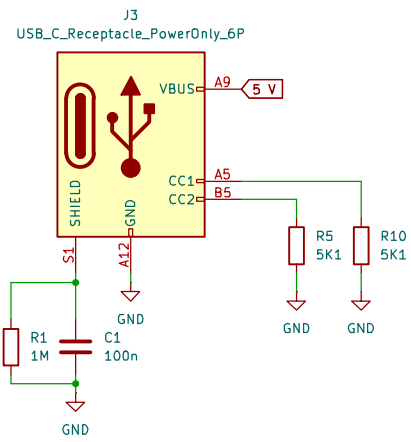 J3
USB_C_Receptacle_PowerOnly_6P
VBUS
A9
5 V
CC1
A5
CC2
B5
SHIELD
GND
S1
A12
R5
5K1
R10
5K1
GND
GND
GND
R1
1M
C1
100n
GND